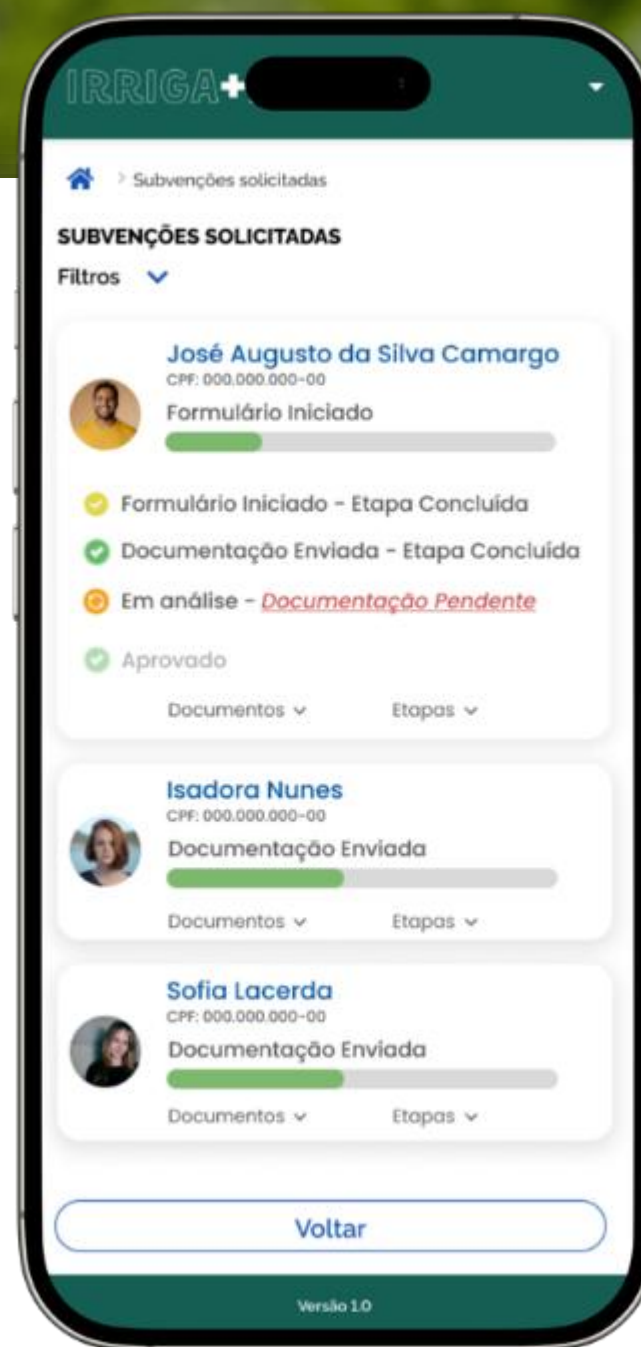 IRRIGA+
Subvenções solicitadas
SUBVENÇÕES SOLICITADAS
Filtros
José Augusto da Silva Camargo
CPF: 000.000.000-00
Formulário Iniciado
Formulário Iniciado - Etapa Concluída
Documentação Enviada - Etapa Concluída
Em análise - Documentação Pendente
Aprovado
Documentos Etapas
Isadora Nunes
CPF: 000.000.000-00
Documentação Enviada
Documentos Etapas
Sofia Lacerda
CPF: 000.000.000-00
Documentação Enviada
Documentos Etapas
Voltar
Versão 1.0